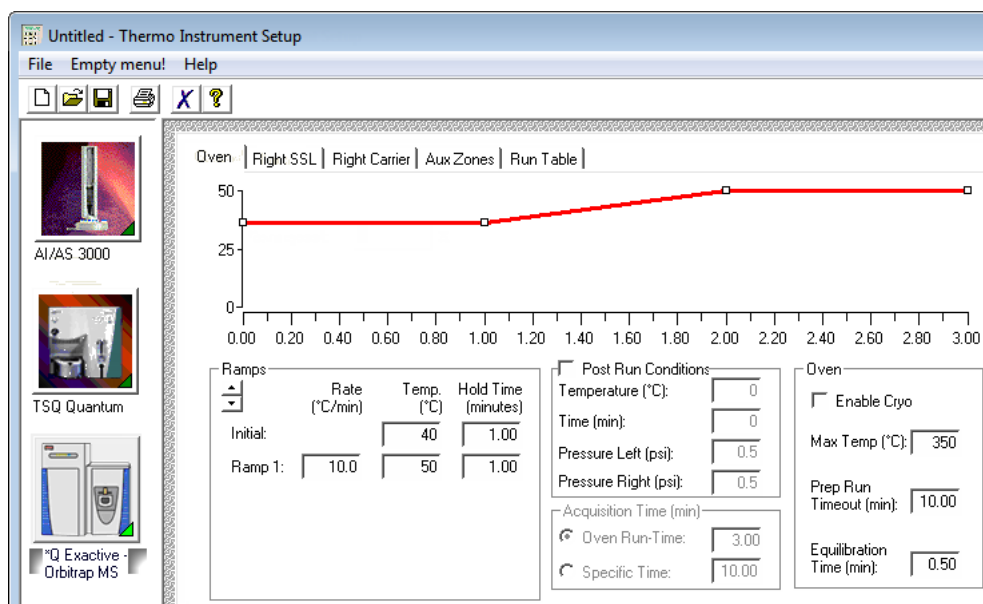 Untitled - Thermo Instrument Setup
File Empty menu! Help
Oven Right SSL Right Carrier Aux Zones Run Table
AI/AS 3000
TSQ Quantum
*Q Exactive -
Orbitrap MS
50
25
0
0.00 0.20 0.40 0.60 0.80 1.00 1.20 1.40 1.60 1.80 2.00 2.20 2.40 2.60 2.80 3.00
Ramps
Rate Temp. Hold Time
(°C/min) (°C) (minutes)
Initial: 40 1.00
Ramp 1: 10.0 50 1.00
Post Run Conditions
Temperature (°C): 0
Time (min): 0
Pressure Left (psi): 0.5
Pressure Right (psi): 0.5
Acquisition Time (min)
Oven Run-Time: 3.00
Specific Time: 10.00
Oven
Enable Cryo
Max Temp (°C): 350
Prep Run
Timeout (min): 10.00
Equilibration
Time (min): 0.50